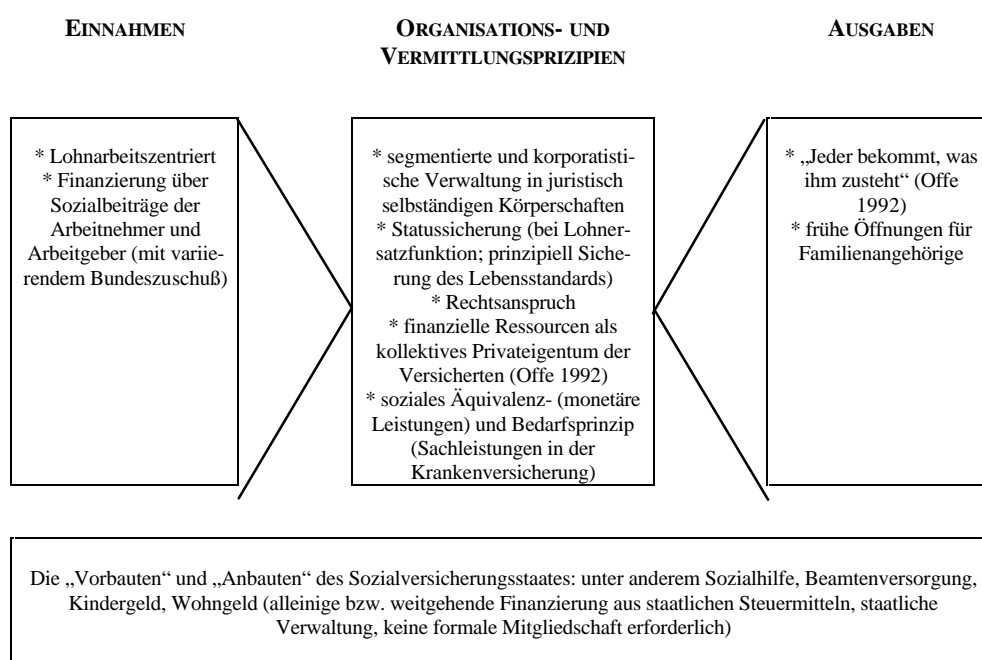 EINNAHMEN
ORGANISATIONS- UND
VERMITTLUNGSPRIZIPIEN
AUSGABEN
* Lohnarbeitszentriert
* Finanzierung über
Sozialbeiträge der
Arbeitnehmer und
Arbeitgeber (mit variie-
rendem Bundeszuschuß)
* segmentierte und korporatisti-
sche Verwaltung in juristisch
selbständigen Körperschaften
* Statussicherung (bei Lohner-
satzfunktion; prinzipiell Siche-
rung des Lebensstandards)
* Rechtsanspruch
* finanzielle Ressourcen als
kollektives Privateigentum der
Versicherten (Offe 1992)
* soziales Äquivalenz- (monetäre
Leistungen) und Bedarfsprinzip
(Sachleistungen in der
Krankenversicherung)
* „Jeder bekommt, was
ihm zusteht“ (Offe
1992)
* frühe Öffnungen für
Familienangehörige
Die „Vorbauten“ und „Anbauten“ des Sozialversicherungsstaates: unter anderem Sozialhilfe, Beamtenversorgung,
Kindergeld, Wohngeld (alleinige bzw. weitgehende Finanzierung aus staatlichen Steuermitteln, staatliche
Verwaltung, keine formale Mitgliedschaft erforderlich)